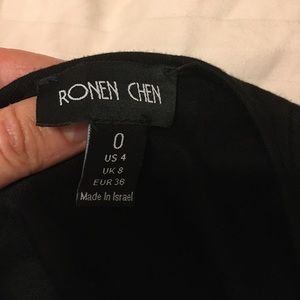 RONEN CHEN
0
US 4
UK 8
EUR 36
Made In Israel